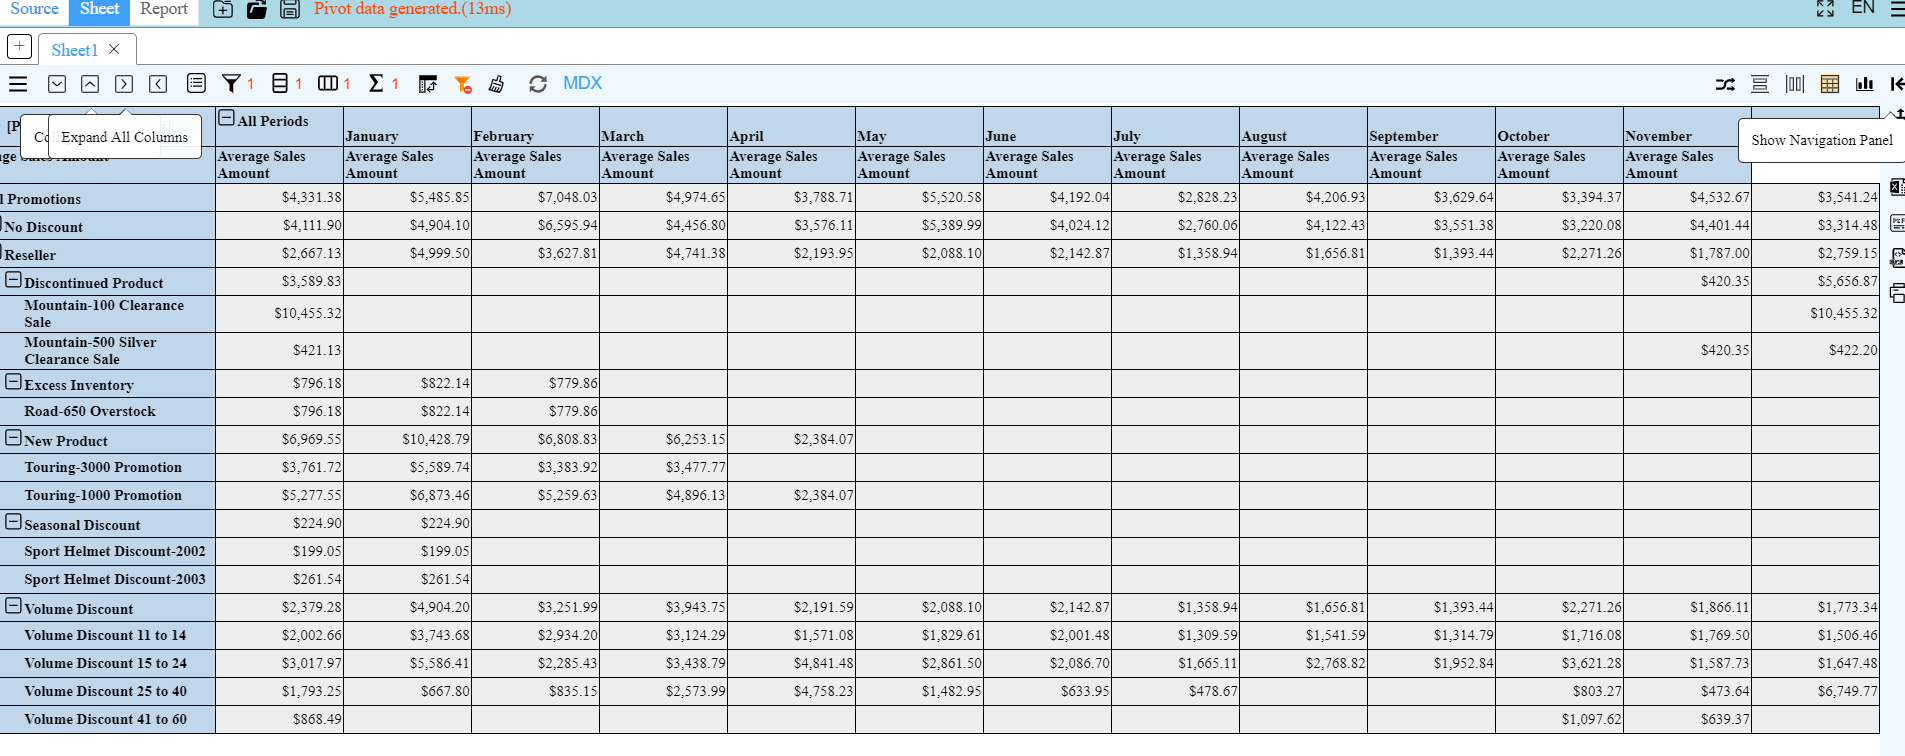 Source Sheet Report Pivot data generated.(13ms) EN
+ Sheet1 ×
1 1 1 1 MDX
Expand All Columns
Show Navigation Panel
All Periods January February March April May June July August September October November
Average Sales Amount Average Sales Amount Average Sales Amount Average Sales Amount Average Sales Amount Average Sales Amount Average Sales Amount Average Sales Amount Average Sales Amount Average Sales Amount Average Sales Amount Average Sales Amount
Promotions $4,331.38 $5,485.85 $7,048.03 $4,974.65 $3,788.71 $5,520.58 $4,192.04 $2,828.23 $4,206.93 $3,629.64 $3,394.37 $4,532.67 $3,541.24
No Discount $4,111.90 $4,904.10 $6,595.94 $4,456.80 $3,576.11 $5,389.99 $4,024.12 $2,760.06 $4,122.43 $3,551.38 $3,220.08 $4,401.44 $3,314.48
Reseller $2,667.13 $4,999.50 $3,627.81 $4,741.38 $2,193.95 $2,088.10 $2,142.87 $1,358.94 $1,656.81 $1,393.44 $2,271.26 $1,787.00 $2,759.15
Discontinued Product $3,589.83 $420.35 $5,656.87
Mountain-100 Clearance Sale $10,455.32 $10,455.32
Mountain-500 Silver Clearance Sale $421.13 $420.35 $422.20
Excess Inventory $796.18 $822.14 $779.86
Road-650 Overstock $796.18 $822.14 $779.86
New Product $6,969.55 $10,428.79 $6,808.83 $6,253.15 $2,384.07
Touring-3000 Promotion $3,761.72 $5,589.74 $3,383.92 $3,477.77
Touring-1000 Promotion $5,277.55 $6,873.46 $5,259.63 $4,896.13 $2,384.07
Seasonal Discount $224.90 $224.90
Sport Helmet Discount-2002 $199.05 $199.05
Sport Helmet Discount-2003 $261.54 $261.54
Volume Discount $2,379.28 $4,904.20 $3,251.99 $3,943.75 $2,191.59 $2,088.10 $2,142.87 $1,358.94 $1,656.81 $1,393.44 $2,271.26 $1,866.11 $1,773.34
Volume Discount 11 to 14 $2,002.66 $3,743.68 $2,934.20 $3,124.29 $1,571.08 $1,829.61 $2,001.48 $1,309.59 $1,541.59 $1,314.79 $1,716.08 $1,769.50 $1,506.46
Volume Discount 15 to 24 $3,017.97 $5,586.41 $2,285.43 $3,438.79 $4,841.48 $2,861.50 $2,086.70 $1,665.11 $2,768.82 $1,952.84 $3,621.28 $1,587.73 $1,647.48
Volume Discount 25 to 40 $1,793.25 $667.80 $835.15 $2,573.99 $4,758.23 $1,482.95 $633.95 $478.67 $803.27 $473.64 $6,749.77
Volume Discount 41 to 60 $868.49 $1,097.62 $639.37